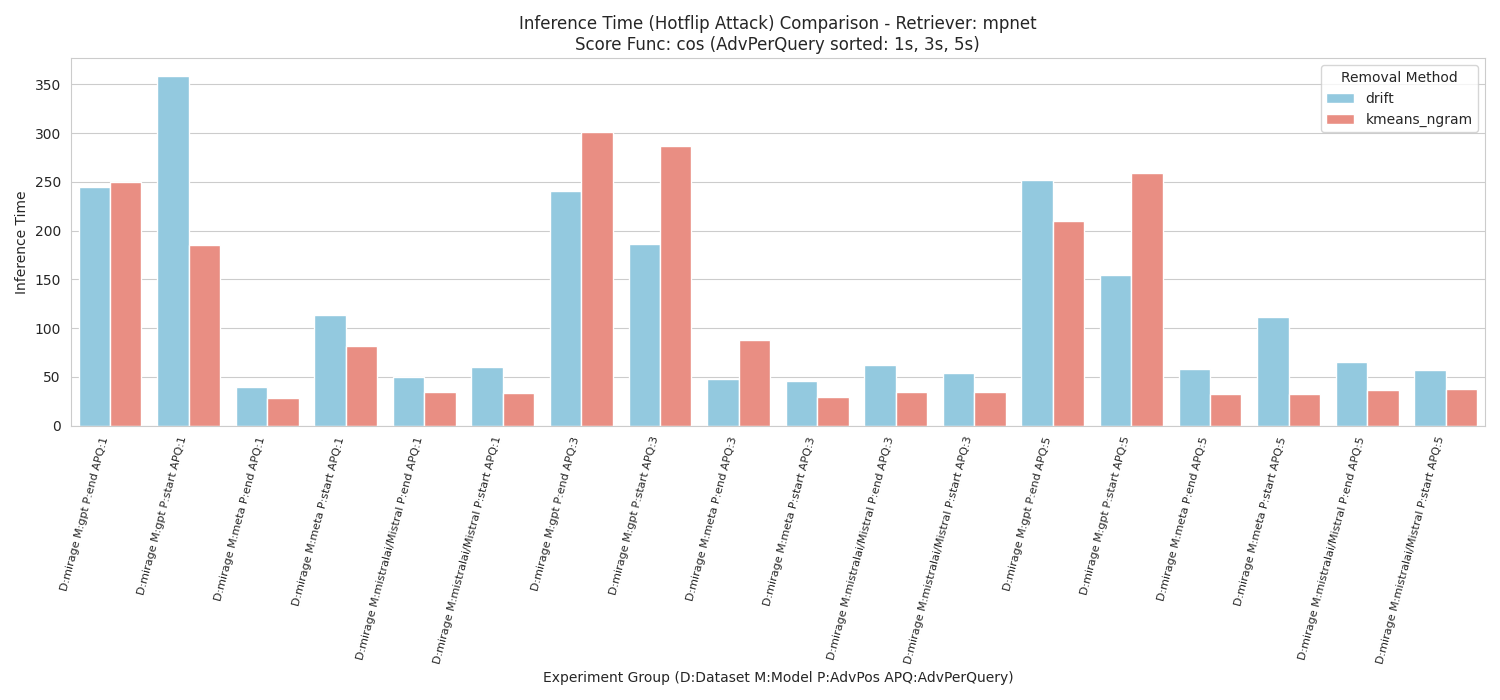 Inference Time (Hotflip Attack) Comparison - Retriever: mpnet
Score Func: cos (AdvPerQuery sorted: 1s, 3s, 5s)
Removal Method
drift
kmeans_ngram
Inference Time
350
300
250
200
150
100
50
0
D:mirage M:gpt P:end APQ:1
D:mirage M:gpt P:start APQ:1
D:mirage M:meta P:end APQ:1
D:mirage M:meta P:start APQ:1
D:mirage M:mistralai/Mistral P:end APQ:1
D:mirage M:mistralai/Mistral P:start APQ:1
D:mirage M:gpt P:end APQ:3
D:mirage M:gpt P:start APQ:3
D:mirage M:meta P:end APQ:3
D:mirage M:meta P:start APQ:3
D:mirage M:mistralai/Mistral P:end APQ:3
D:mirage M:mistralai/Mistral P:start APQ:3
D:mirage M:gpt P:end APQ:5
D:mirage M:gpt P:start APQ:5
D:mirage M:meta P:end APQ:5
D:mirage M:meta P:start APQ:5
D:mirage M:mistralai/Mistral P:end APQ:5
D:mirage M:mistralai/Mistral P:start APQ:5
Experiment Group (D:Dataset M:Model P:AdvPos APQ:AdvPerQuery)